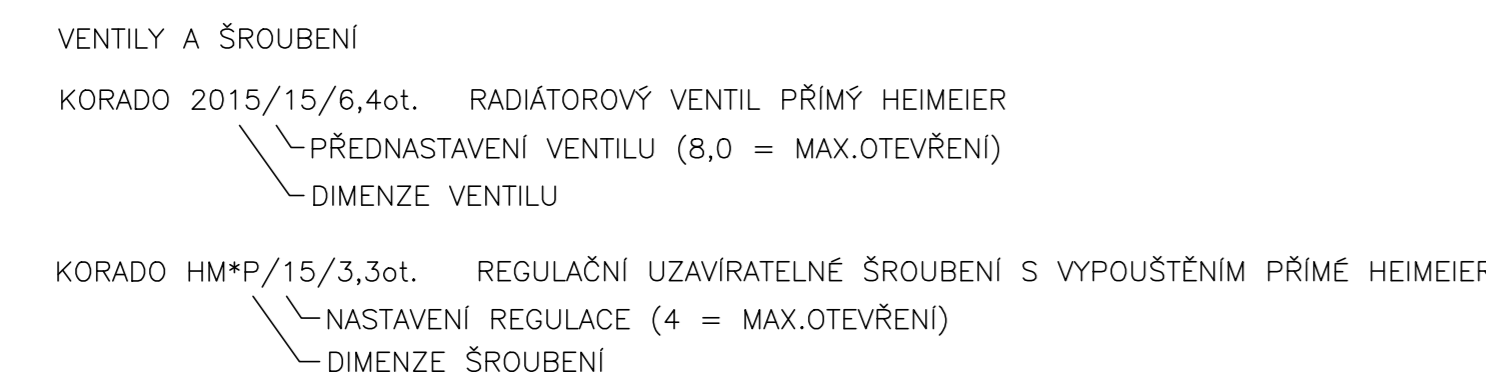 VENTILY A ŠROUBENÍ
KORADO 2015/15/6,4ot. RADIÁTOROVÝ VENTIL PŘÍMÝ HEIMEIER
PŘEDNASTAVENÍ VENTILU (8,0 = MAX.OTEVŘENÍ)
DIMENZE VENTILU
KORADO HM*P/15/3,3ot. REGULAČNÍ UZAVÍRATELNÉ ŠROUBENÍ S VYPOUŠTĚNÍM PŘÍMÉ HEIMEIER
NASTAVENÍ REGULACE (4 = MAX.OTEVŘENÍ)
DIMENZE ŠROUBENÍ